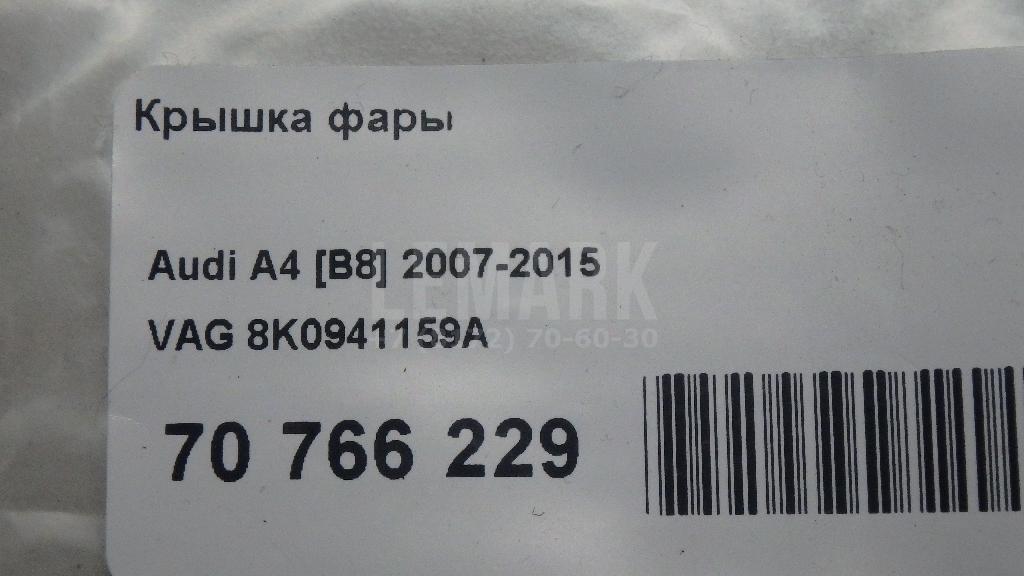 Крышка фары
Audi A4 [B8] 2007-2015
LEMARK
VAG 8K0941159A
2) 70-60-30
70 766 229